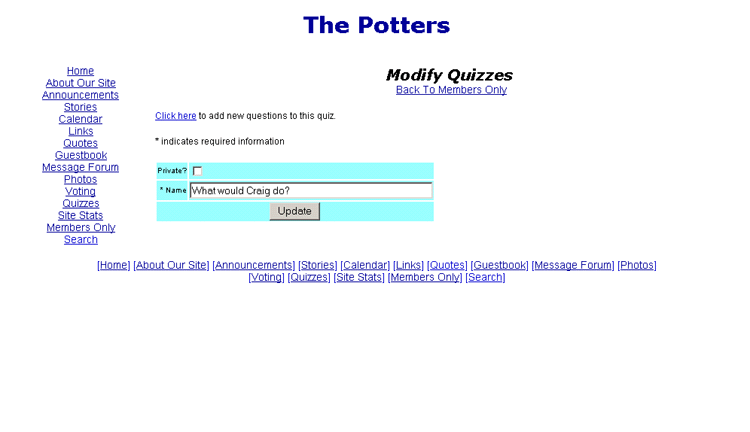 The Potters
Home
About Our Site
Announcements
Stories
Calendar
Links
Quotes
Guestbook
Message Forum
Photos
Voting
Quizzes
Site Stats
Members Only
Search
Modify Quizzes
Back To Members Only
Click here to add new questions to this quiz.
* indicates required information
Private?
* Name What would Craig do?
Update
[Home] [About Our Site] [Announcements] [Stories] [Calendar] [Links] [Quotes] [Guestbook] [Message Forum] [Photos]
[Voting] [Quizzes] [Site Stats] [Members Only] [Search]